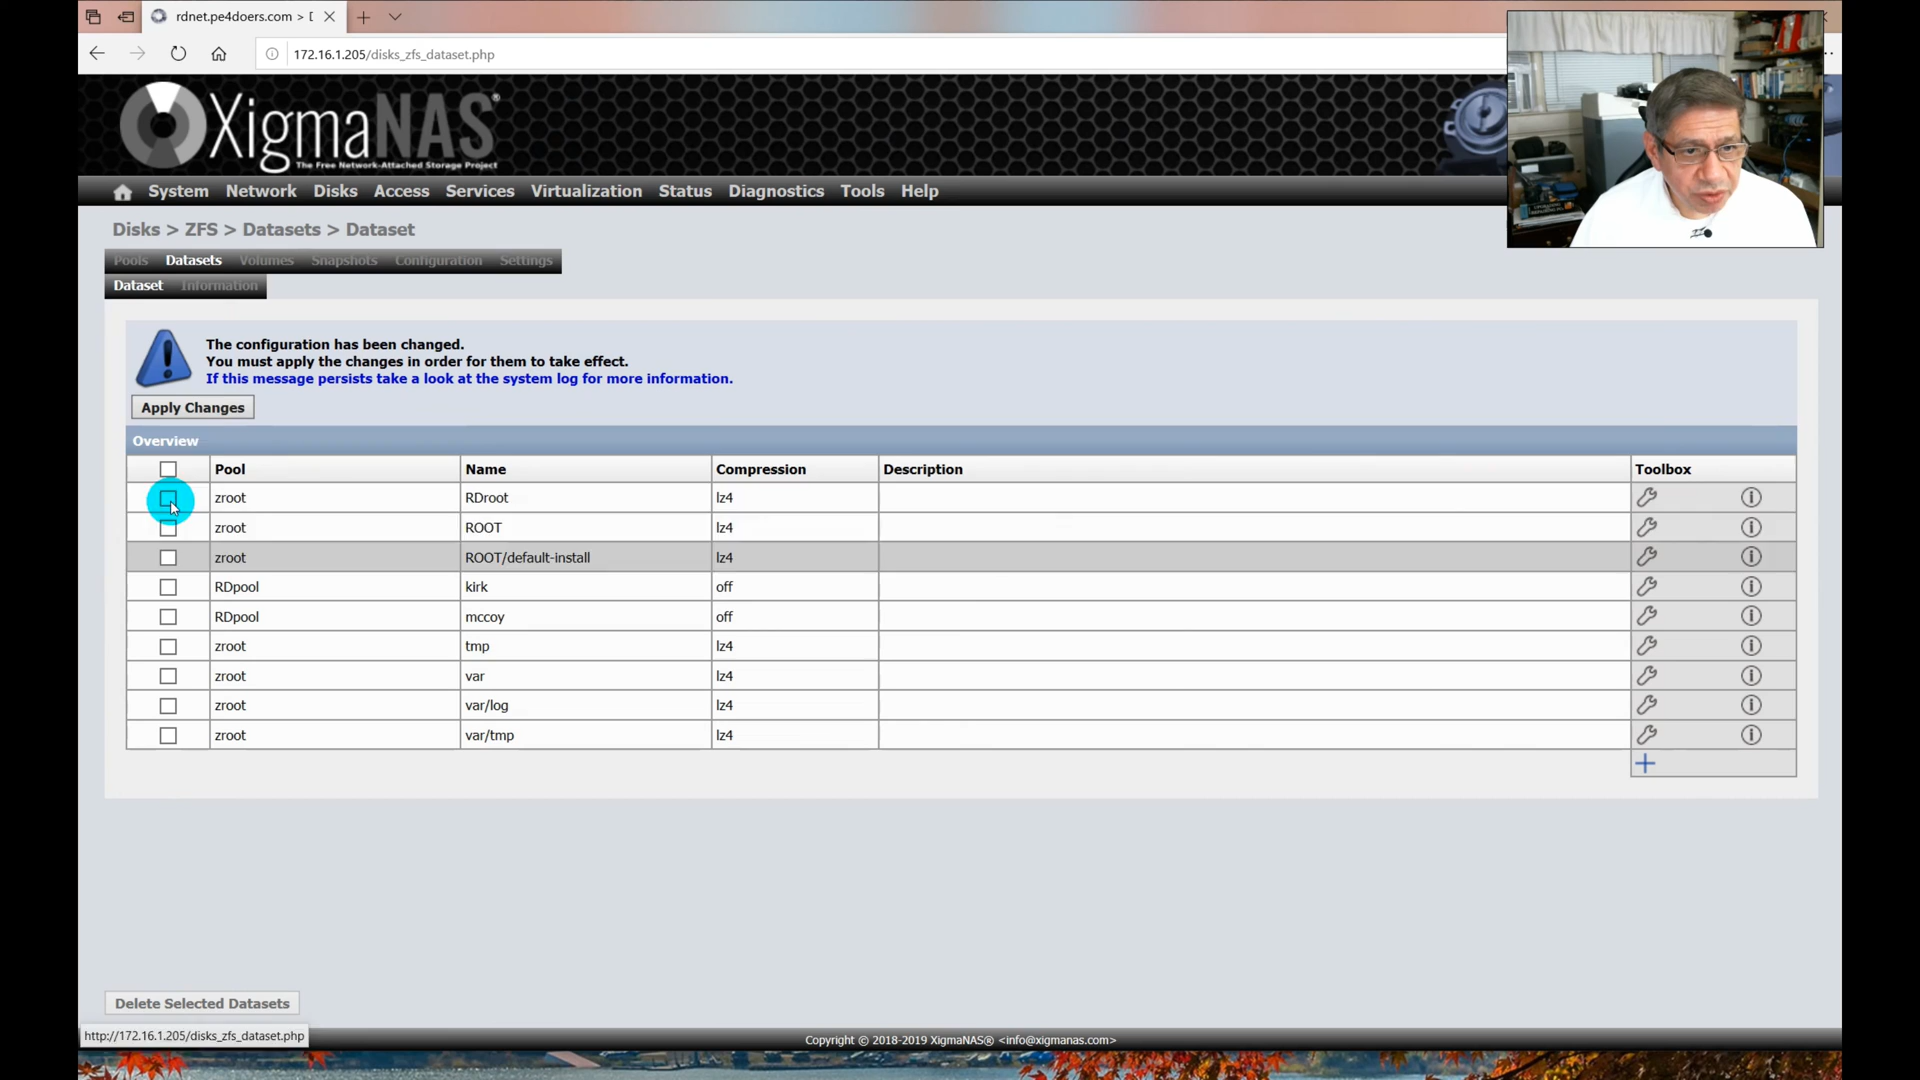 rdnet.pe4doers.com > [
172.16.1.205/disks_zfs_dataset.php
XigmaNAS®
The Free Network-Attached Storage Project
System Network Disks Access Services Virtualization Status Diagnostics Tools Help
Disks > ZFS > Datasets > Dataset
Pools Datasets Volumes Snapshots Configuration Settings
Dataset Information
The configuration has been changed.
You must apply the changes in order for them to take effect.
If this message persists take a look at the system log for more information.
Apply Changes
Overview
Pool Name Compression Description Toolbox
zroot RDroot lz4
zroot ROOT lz4
zroot ROOT/default-install lz4
RDpool kirk off
RDpool mccoy off
zroot tmp lz4
zroot var lz4
zroot var/log lz4
zroot var/tmp lz4
Delete Selected Datasets
http://172.16.1.205/disks_zfs_dataset.php
Copyright © 2018-2019 XigmaNAS® <info@xigmanas.com>